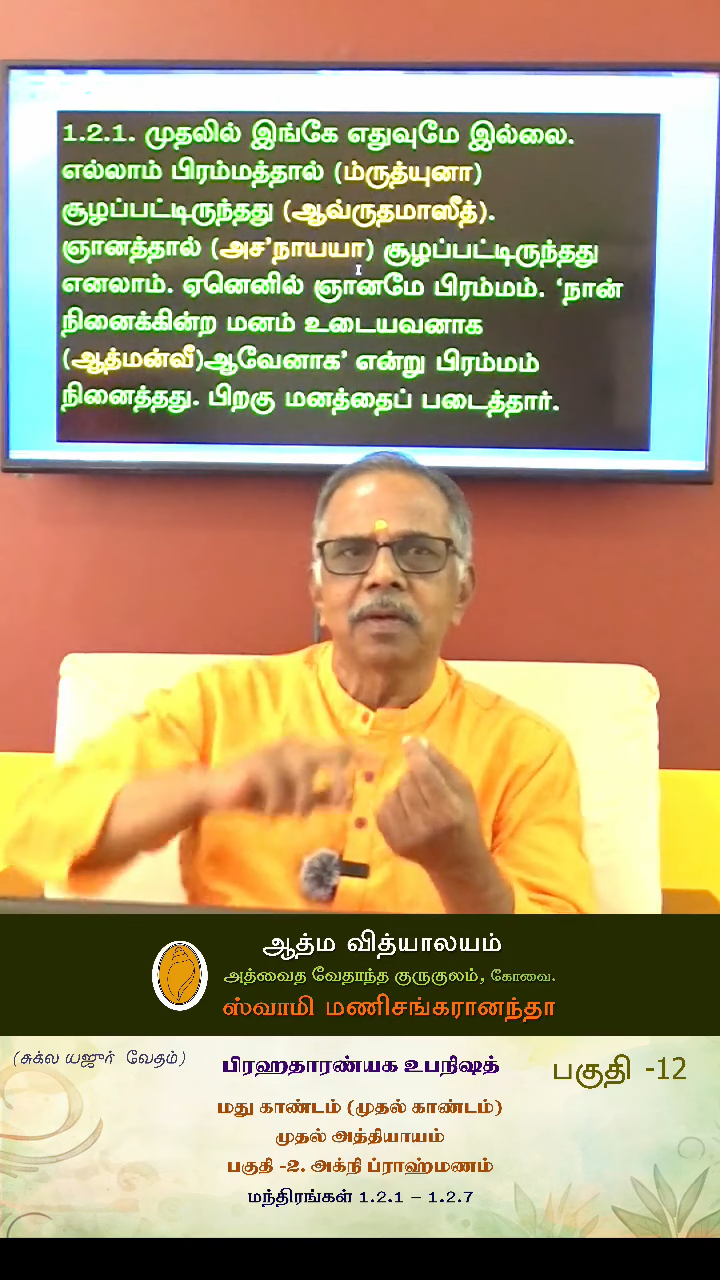 1.2.1. முதலில் இங்கே எதுவுமே இல்லை.
எல்லாம் பிரம்மத்தால் (ம்ருத்யுனா)
சூழப்பட்டிருந்தது (ஆவ்ருதமாஸீத்).
ஞானத்தால் (அச'நாயயா) சூழப்பட்டிருந்தது
எனலாம். ஏனெனில் ஞானமே பிரம்மம். 'நான்
நினைக்கின்ற மனம் உடையவனாக
(ஆத்மன்வீ)ஆவேனாக' என்று பிரம்மம்
நினைத்தது. பிறகு மனத்தைப் படைத்தார்.
ஆத்ம வித்யாலயம்
அத்வைத வேதாந்த குருகுலம், கோவை.
ஸ்வாமி மணிசங்கரானந்தா
(சுக்ல யஜுர் வேதம்)
பிரஹதாரண்யக உபநிஷத்
பகுதி -12
மது காண்டம் (முதல் காண்டம்)
முதல் அத்தியாயம்
பகுதி -2. அக்நி ப்ராஹ்மணம்
மந்திரங்கள் 1.2.1 – 1.2.7